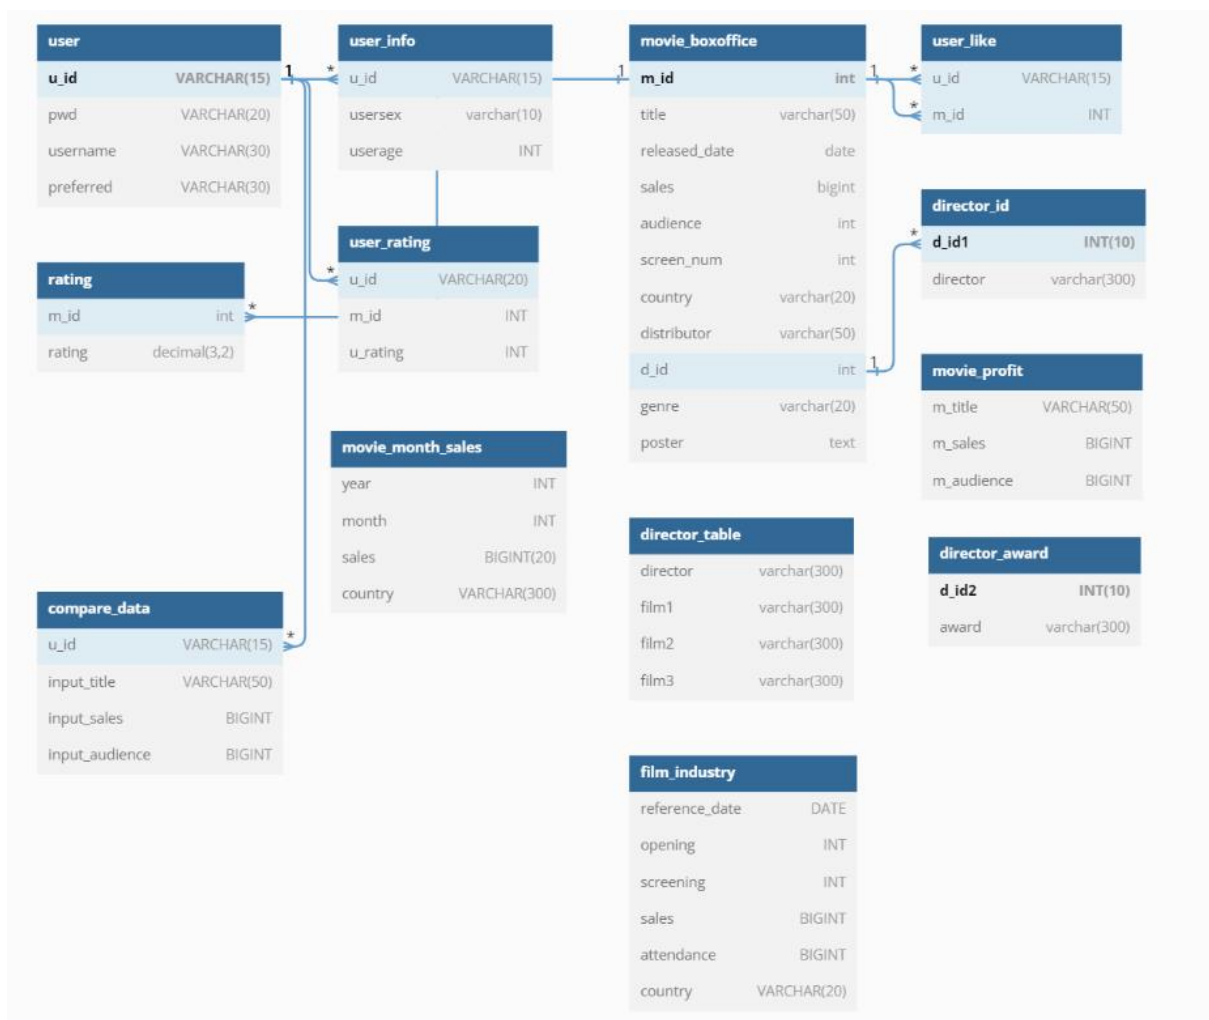 user
u_id VARCHAR(15)
pwd VARCHAR(20)
username VARCHAR(30)
preferred VARCHAR(30)
1
*
user_info
u_id VARCHAR(15)
usersex varchar(10)
userage INT
1
movie_boxoffice
m_id int
title varchar(50)
released_date date
sales bigint
audience int
screen_num int
country varchar(20)
distributor varchar(50)
d_id int
genre varchar(20)
poster text
1
*
*
user_like
u_id VARCHAR(15)
m_id INT
1
*
director_id
d_id1 INT(10)
director varchar(300)
rating
m_id int
rating decimal(3,2)
*
*
user_rating
u_id VARCHAR(20)
m_id INT
u_rating INT
movie_profit
m_title VARCHAR(50)
m_sales BIGINT
m_audience BIGINT
movie_month_sales
year INT
month INT
sales BIGINT(20)
country VARCHAR(300)
director_table
director varchar(300)
film1 varchar(300)
film2 varchar(300)
film3 varchar(300)
director_award
d_id2 INT(10)
award varchar(300)
compare_data
u_id VARCHAR(15)
input_title VARCHAR(50)
input_sales BIGINT
input_audience BIGINT
*
film_industry
reference_date DATE
opening INT
screening INT
sales BIGINT
attendance BIGINT
country VARCHAR(20)